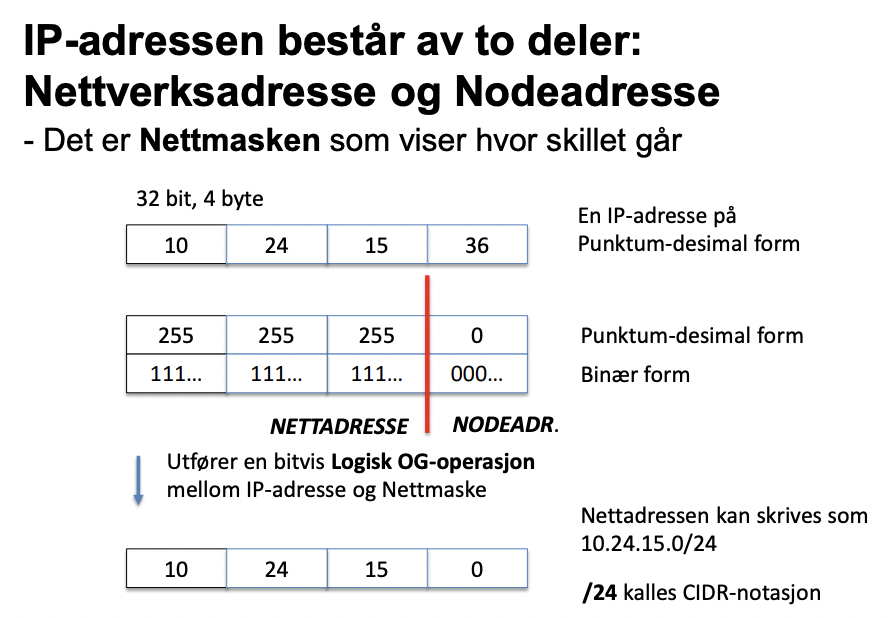 IP-adressen består av to deler:
Nettverksadresse og Nodeadresse
- Det er Nettmasken som viser hvor skillet går
32 bit, 4 byte
En IP-adresse på
Punktum-desimal form
10 24 15 36
255 255 255 0 Punktum-desimal form
111... 111... 111... 000... Binær form
NETTADRESSE NODEADR.
Utfører en bitvis Logisk OG-operasjon
mellom IP-adresse og Nettmaske
Nettadressen kan skrives som
10.24.15.0/24
10 24 15 0
/24 kalles CIDR-notasjon